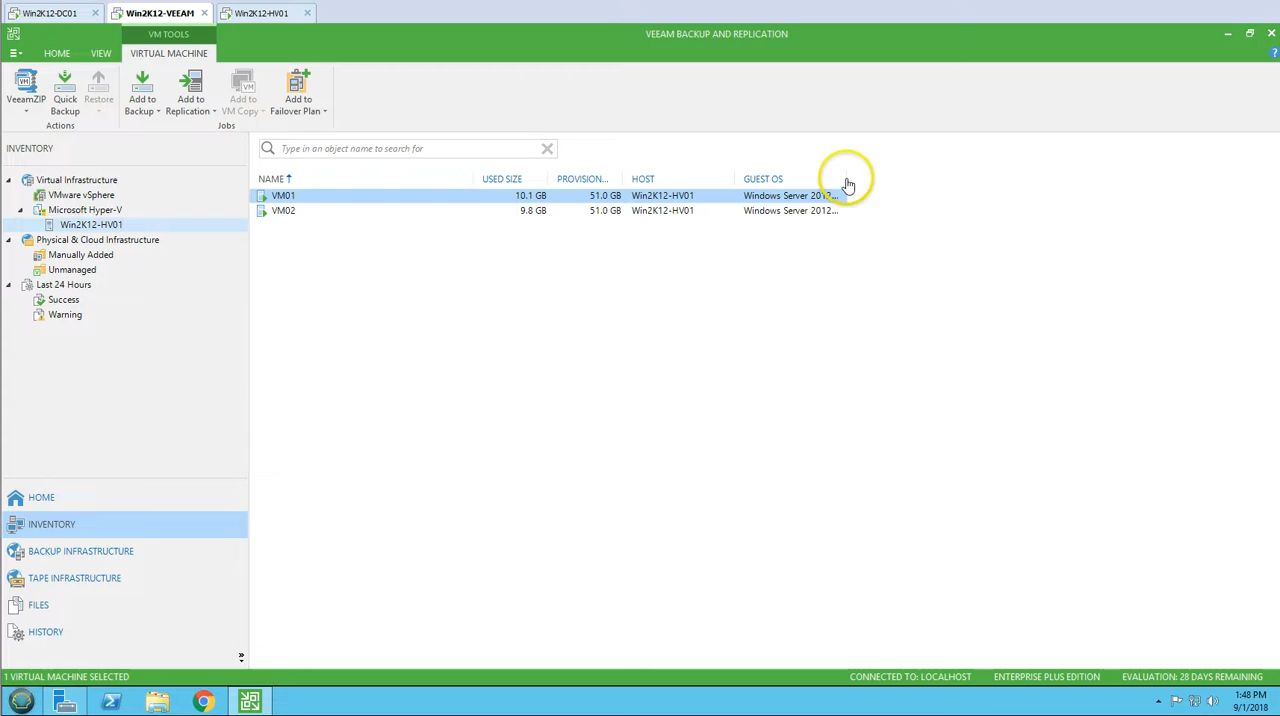 Win2K12-DC01
Win2K12-VEEAM
Win2K12-HV01
VM TOOLS
VEEAM BACKUP AND REPLICATION
HOME
VIEW
VIRTUAL MACHINE
VeeamZIP
Quick
Backup
Restore
Add to
Backup
Add to
Replication
Add to
VM Copy
Add to
Failover Plan
Actions
Jobs
INVENTORY
Type in an object name to search for
Virtual Infrastructure
VMware vSphere
Microsoft Hyper-V
Win2K12-HV01
Physical & Cloud Infrastructure
Manually Added
Unmanaged
Last 24 Hours
Success
Warning
NAME USED SIZE PROVISION... HOST GUEST OS
VM01 10.1 GB 51.0 GB Win2K12-HV01 Windows Server 2012...
VM02 9.8 GB 51.0 GB Win2K12-HV01 Windows Server 2012...
HOME
INVENTORY
BACKUP INFRASTRUCTURE
TAPE INFRASTRUCTURE
FILES
HISTORY
1 VIRTUAL MACHINE SELECTED
CONNECTED TO: LOCALHOST
ENTERPRISE PLUS EDITION
EVALUATION: 28 DAYS REMAINING
1:48 PM
9/1/2018